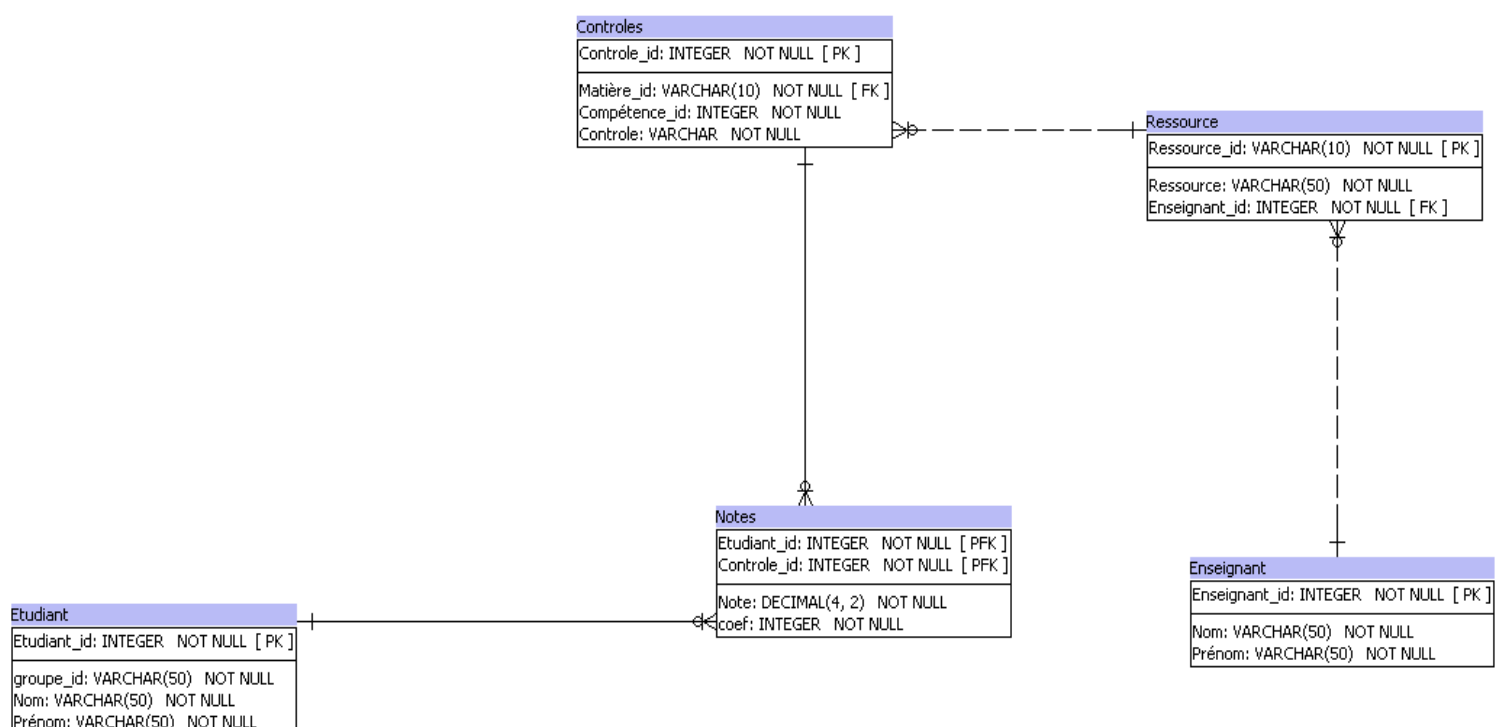 Controles
Controle_id: INTEGER NOT NULL [ PK ]
Matière_id: VARCHAR(10) NOT NULL [ FK ]
Compétence_id: INTEGER NOT NULL
Controle: VARCHAR NOT NULL
Ressource
Ressource_id: VARCHAR(10) NOT NULL [ PK ]
Ressource: VARCHAR(50) NOT NULL
Enseignant_id: INTEGER NOT NULL [ FK ]
Notes
Etudiant_id: INTEGER NOT NULL [ PFK ]
Controle_id: INTEGER NOT NULL [ PFK ]
Note: DECIMAL(4, 2) NOT NULL
coef: INTEGER NOT NULL
Enseignant
Enseignant_id: INTEGER NOT NULL [ PK ]
Nom: VARCHAR(50) NOT NULL
Prénom: VARCHAR(50) NOT NULL
Etudiant
Etudiant_id: INTEGER NOT NULL [ PK ]
groupe_id: VARCHAR(50) NOT NULL
Nom: VARCHAR(50) NOT NULL
Prénom: VARCHAR(50) NOT NULL